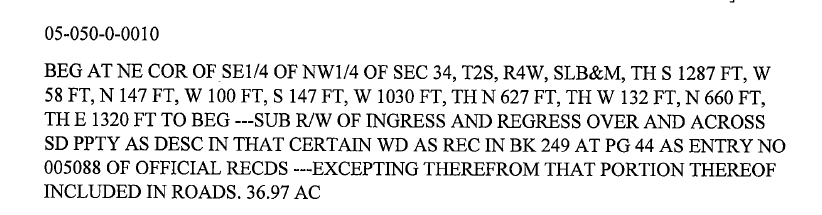 05-050-0-0010
BEG AT NE COR OF SE1/4 OF NW1/4 OF SEC 34, T2S, R4W, SLB&M, TH S 1287 FT, W
58 FT, N 147 FT, W 100 FT, S 147 FT, W 1030 FT, TH N 627 FT, TH W 132 FT, N 660 FT,
TH E 1320 FT TO BEG ---SUB R/W OF INGRESS AND REGRESS OVER AND ACROSS
SD PPTY AS DESC IN THAT CERTAIN WD AS REC IN BK 249 AT PG 44 AS ENTRY NO
005088 OF OFFICIAL RECDS ---EXCEPTING THEREFROM THAT PORTION THEREOF
INCLUDED IN ROADS, 36.97 AC